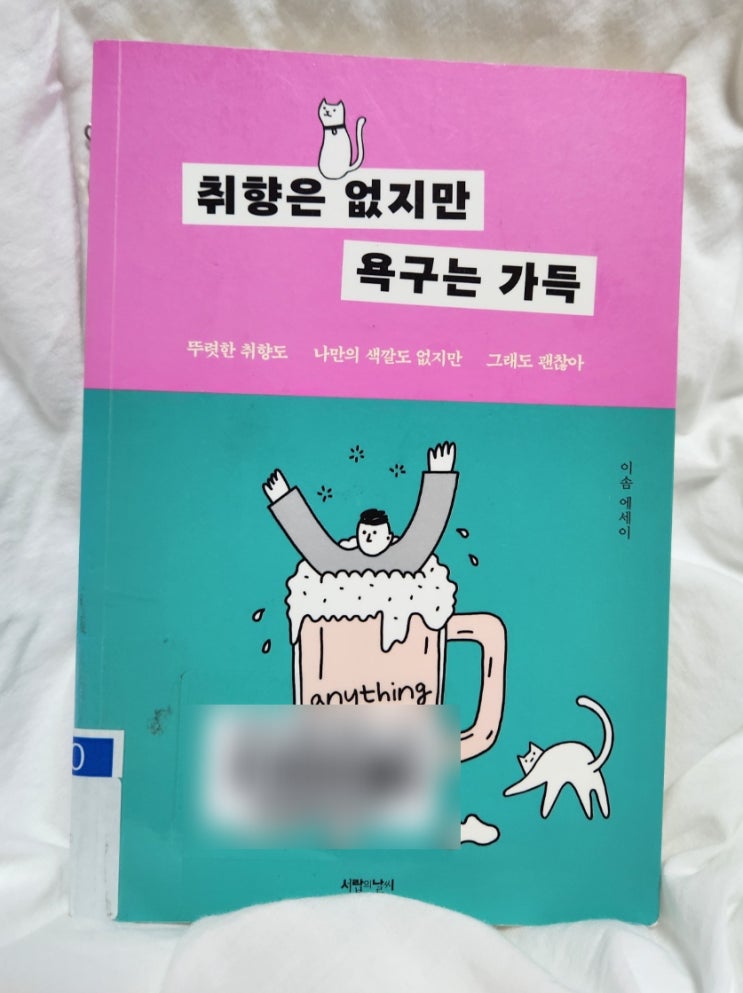 취향은 없지만
욕구는 가득
뚜렷한 취향도 나만의 색깔도 없지만 그래도 괜찮아
이솜 에세이
anything
0
서랍의날씨